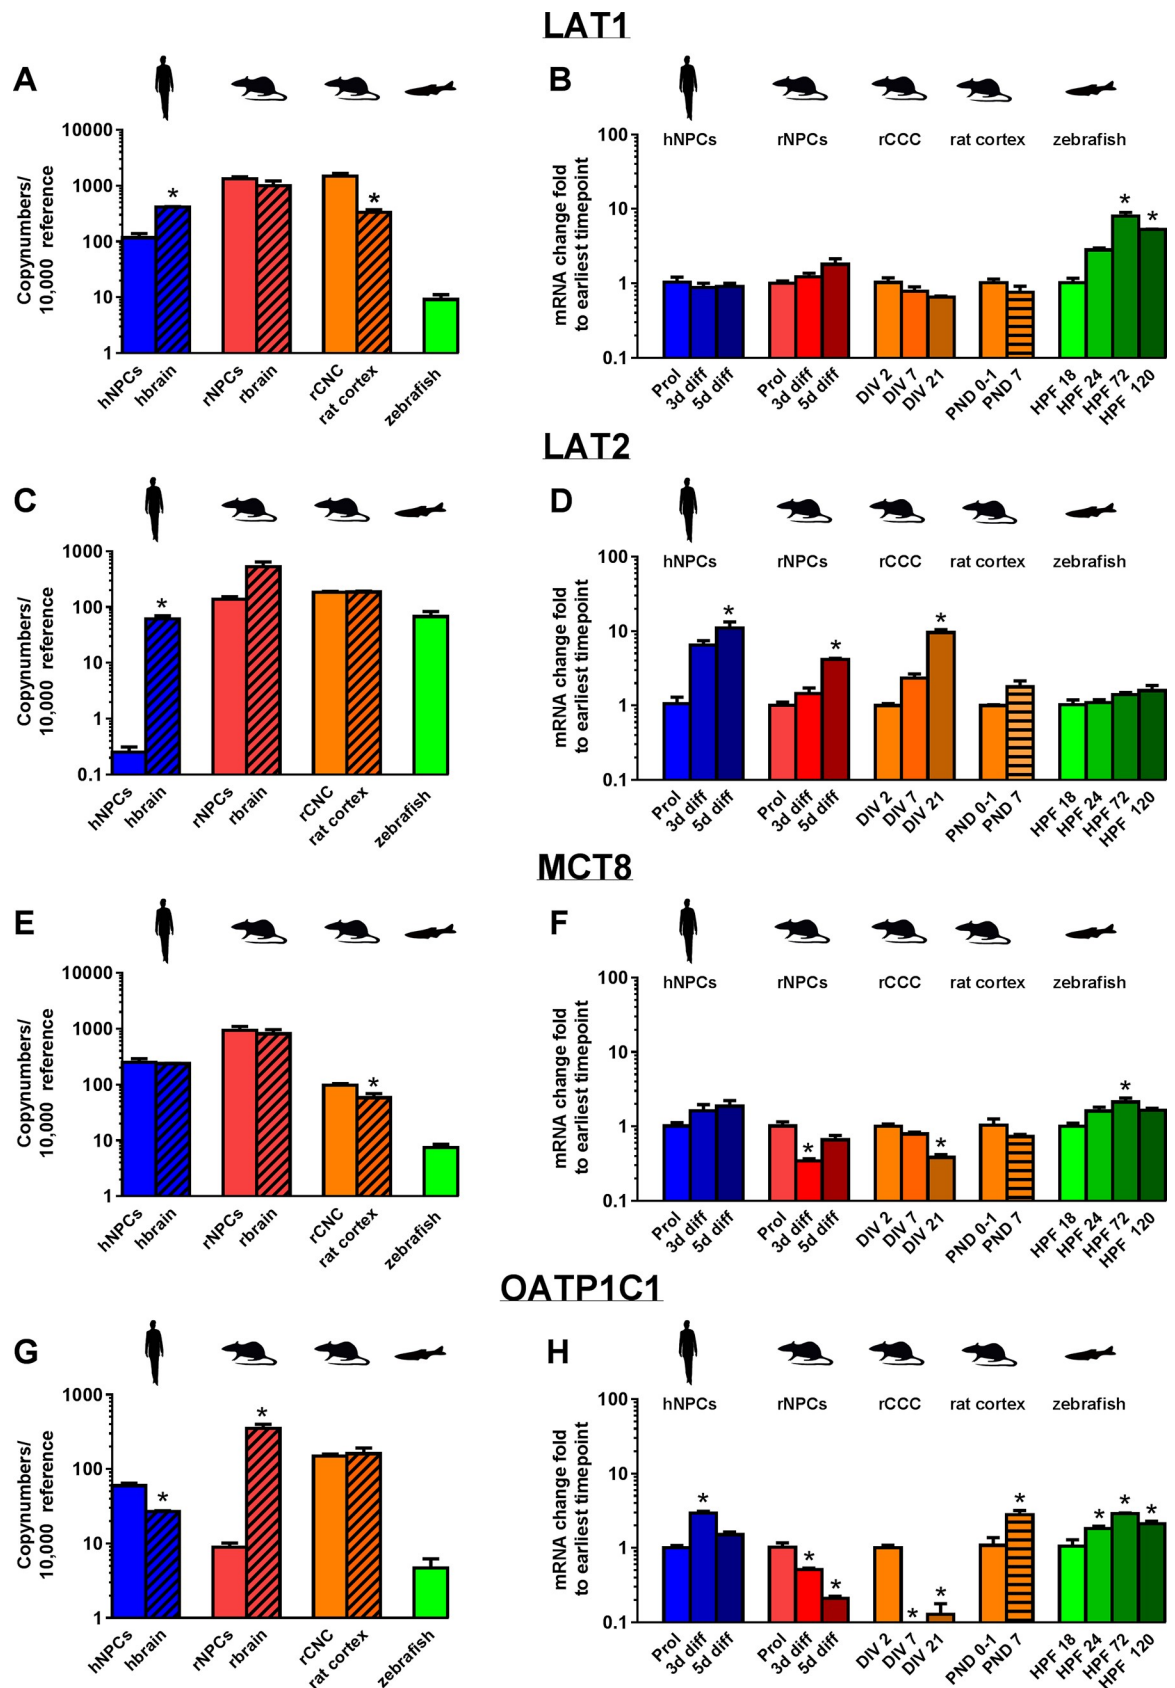 LAT1
A
Copynumbers/
10,000 reference
10000
1000
100
10
1
hNPCs
hbrain
rNPCs
rbrain
rCNC
rat cortex
zebrafish
B
hNPCs
rNPCs
rCCC
rat cortex
zebrafish
mRNA change fold
to earliest timepoint
100
10
1
0.1
*
*
*
*
Prol
3d diff
5d diff
Prol
3d diff
5d diff
DIV 2
DIV 7
DIV 21
PND 0-1
PND 7
HPF 18
HPF 24
HPF 72
HPF 120
LAT2
C
Copynumbers/
10,000 reference
1000
100
10
1
0.1
*
hNPCs
hbrain
rNPCs
rbrain
rCNC
rat cortex
zebrafish
D
hNPCs
rNPCs
rCCC
rat cortex
zebrafish
mRNA change fold
to earliest timepoint
100
10
1
0.1
*
*
*
Prol
3d diff
5d diff
Prol
3d diff
5d diff
DIV 2
DIV 7
DIV 21
PND 0-1
PND 7
HPF 18
HPF 24
HPF 72
HPF 120
MCT8
E
Copynumbers/
10,000 reference
10000
1000
100
10
1
*
hNPCs
hbrain
rNPCs
rbrain
rCNC
rat cortex
zebrafish
F
hNPCs
rNPCs
rCCC
rat cortex
zebrafish
mRNA change fold
to earliest timepoint
100
10
1
0.1
*
*
*
Prol
3d diff
5d diff
Prol
3d diff
5d diff
DIV 2
DIV 7
DIV 21
PND 0-1
PND 7
HPF 18
HPF 24
HPF 72
HPF 120
OATP1C1
G
Copynumbers/
10,000 reference
1000
100
10
1
*
*
hNPCs
hbrain
rNPCs
rbrain
rCNC
rat cortex
zebrafish
H
hNPCs
rNPCs
rCCC
rat cortex
zebrafish
mRNA change fold
to earliest timepoint
100
10
1
0.1
*
*
*
*
*
*
*
*
*
Prol
3d diff
5d diff
Prol
3d diff
5d diff
DIV 2
DIV 7
DIV 21
PND 0-1
PND 7
HPF 18
HPF 24
HPF 72
HPF 120